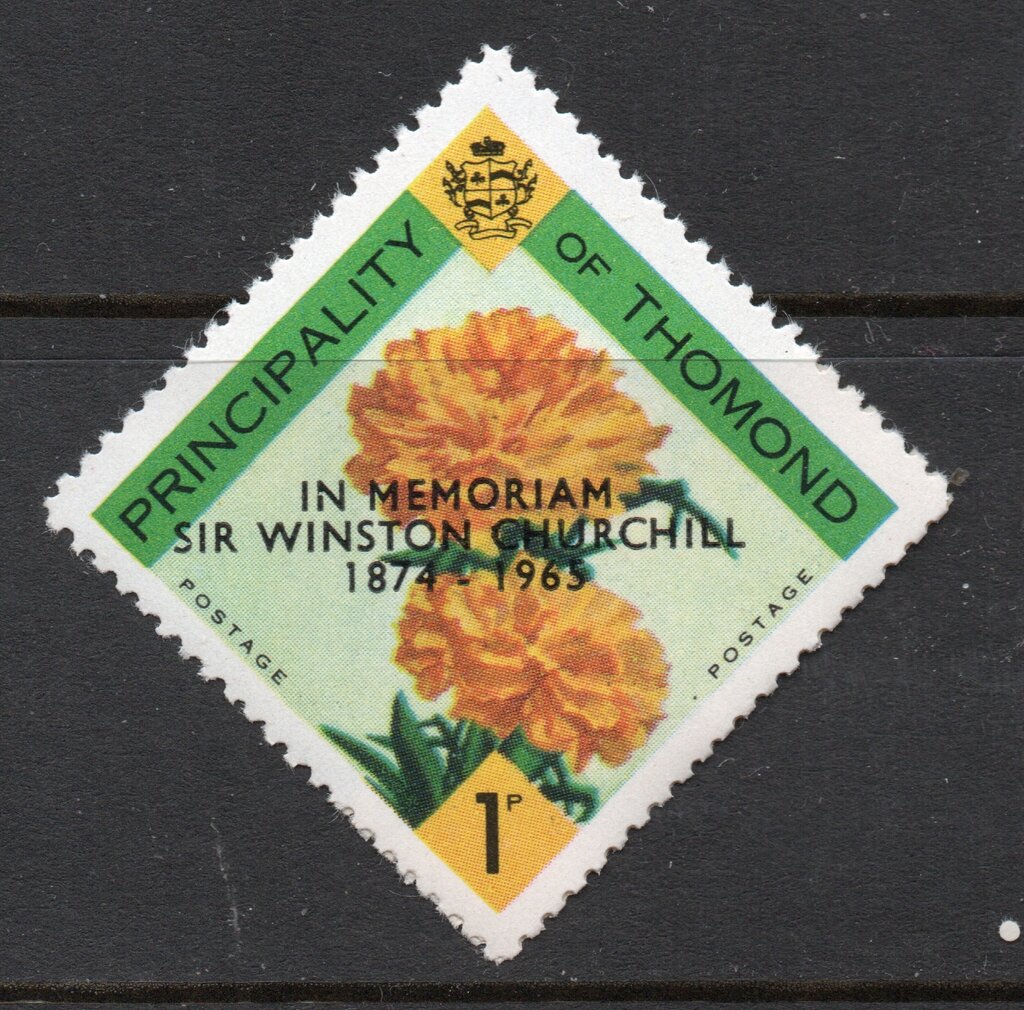 PRINCIPALITY
OF THOMOND
IN MEMORIAM
SIR WINSTON CHURCHILL
1874 - 1965
POSTAGE
POSTAGE
1P